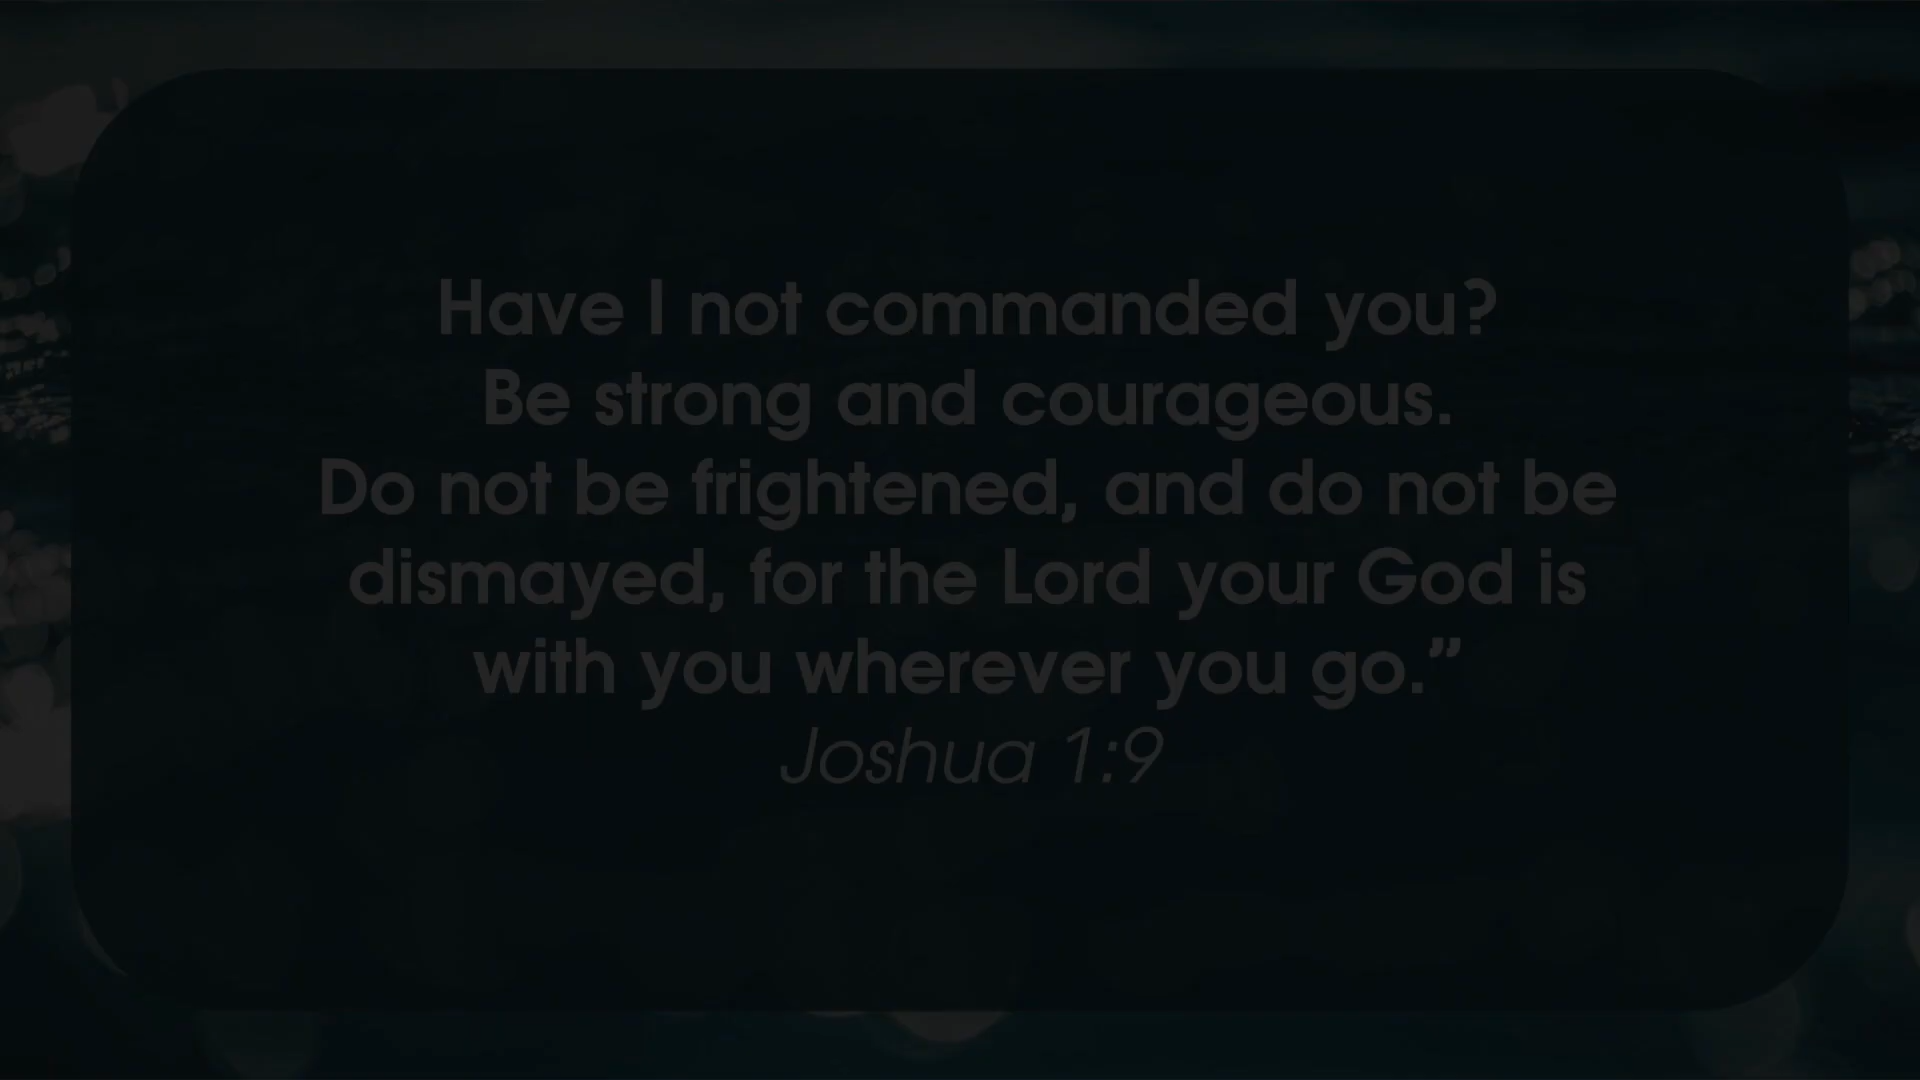 Have I not commanded you?
Be strong and courageous.
Do not be frightened, and do not be
dismayed, for the Lord your God is
with you wherever you go.”
Joshua 1:9